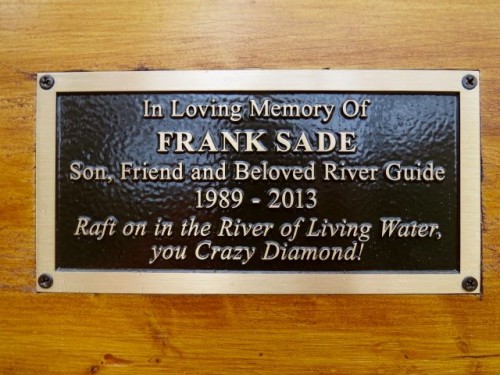 In Loving Memory Of
FRANK SADE
Son, Friend and Beloved River Guide
1989 - 2013
Raft on in the River of Living Water,
you Crazy Diamond!